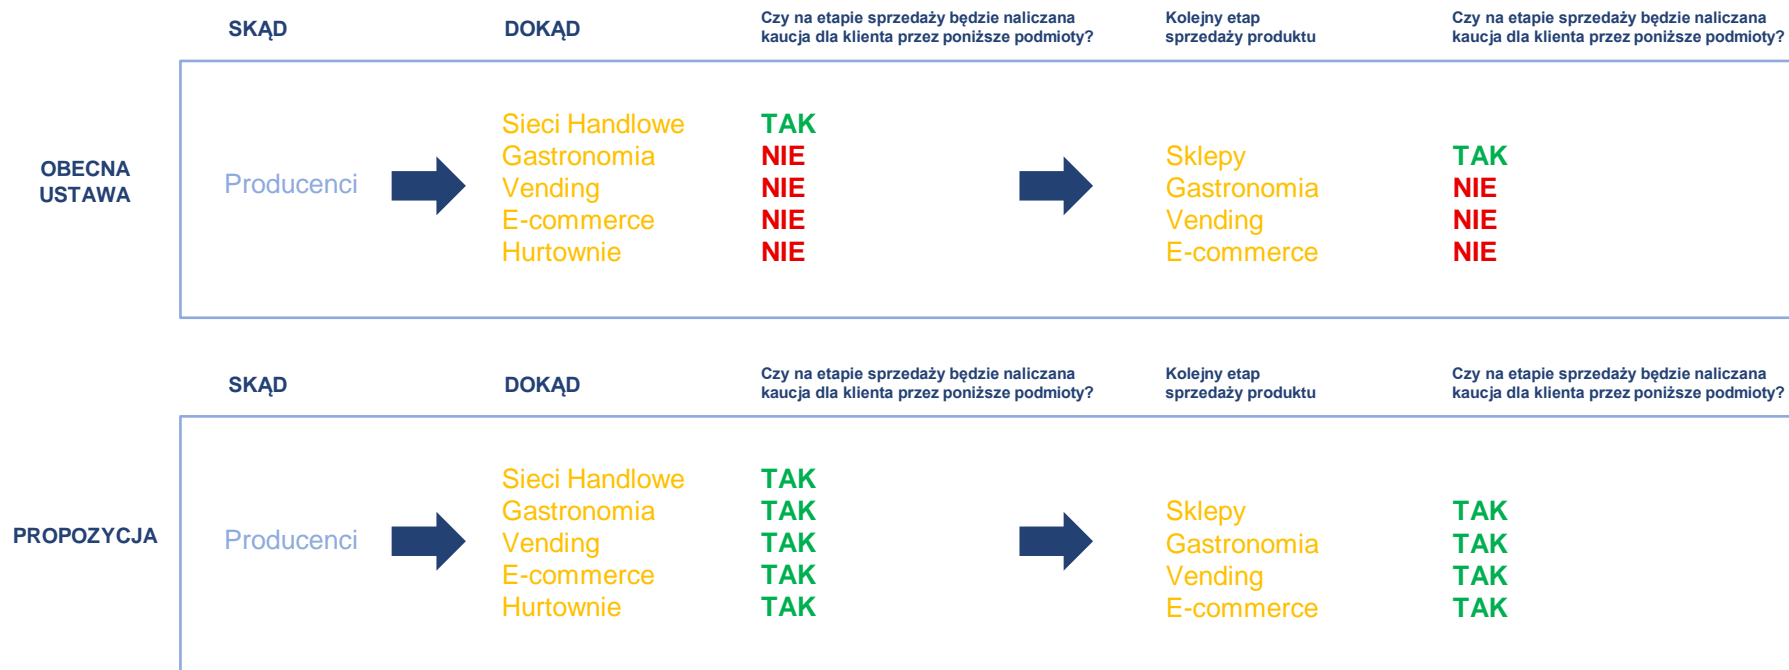 SKĄD
DOKĄD
Czy na etapie sprzedaży będzie naliczana
kaucja dla klienta przez poniższe podmioty?
Kolejny etap
sprzedaży produktu
Czy na etapie sprzedaży będzie naliczana
kaucja dla klienta przez poniższe podmioty?
OBECNA
USTAWA
Producenci
Sieci Handlowe TAK
Gastronomia NIE
Vending NIE
E-commerce NIE
Hurtownie NIE
Sklepy TAK
Gastronomia NIE
Vending NIE
E-commerce NIE
SKĄD
DOKĄD
Czy na etapie sprzedaży będzie naliczana
kaucja dla klienta przez poniższe podmioty?
Kolejny etap
sprzedaży produktu
Czy na etapie sprzedaży będzie naliczana
kaucja dla klienta przez poniższe podmioty?
PROPOZYCJA
Producenci
Sieci Handlowe TAK
Gastronomia TAK
Vending TAK
E-commerce TAK
Hurtownie TAK
Sklepy TAK
Gastronomia TAK
Vending TAK
E-commerce TAK